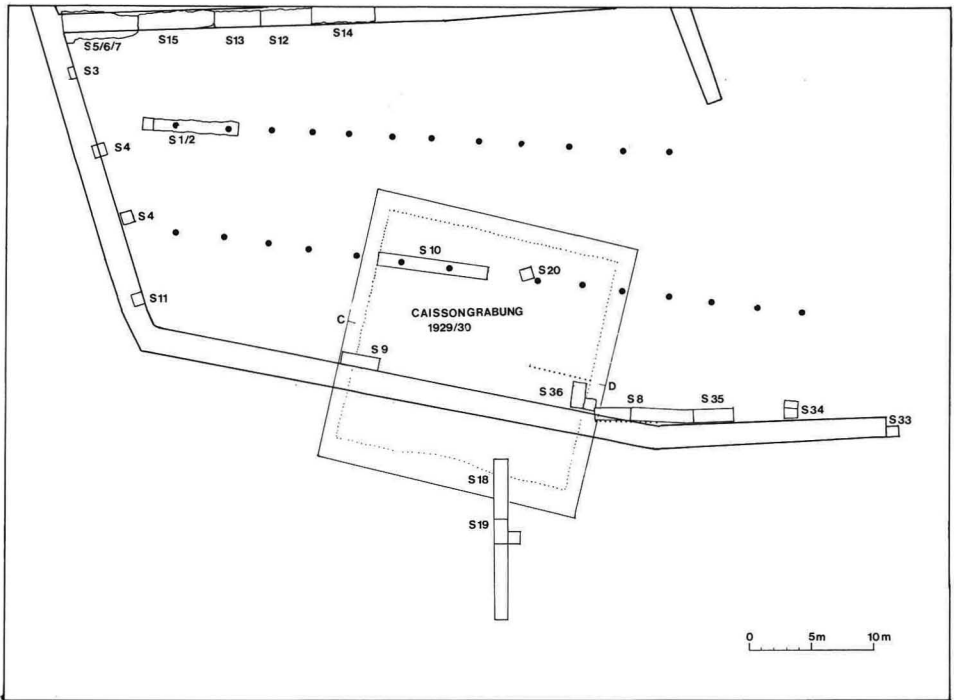 S5/6/7
S15
S13
S12
S14
S3
S4
S1/2
S4
S10
S20
S11
C
CAISSONGRABUNG
1929/30
S9
D
S36
S8
S35
S34
S33
S18
S19
0 5m 10m